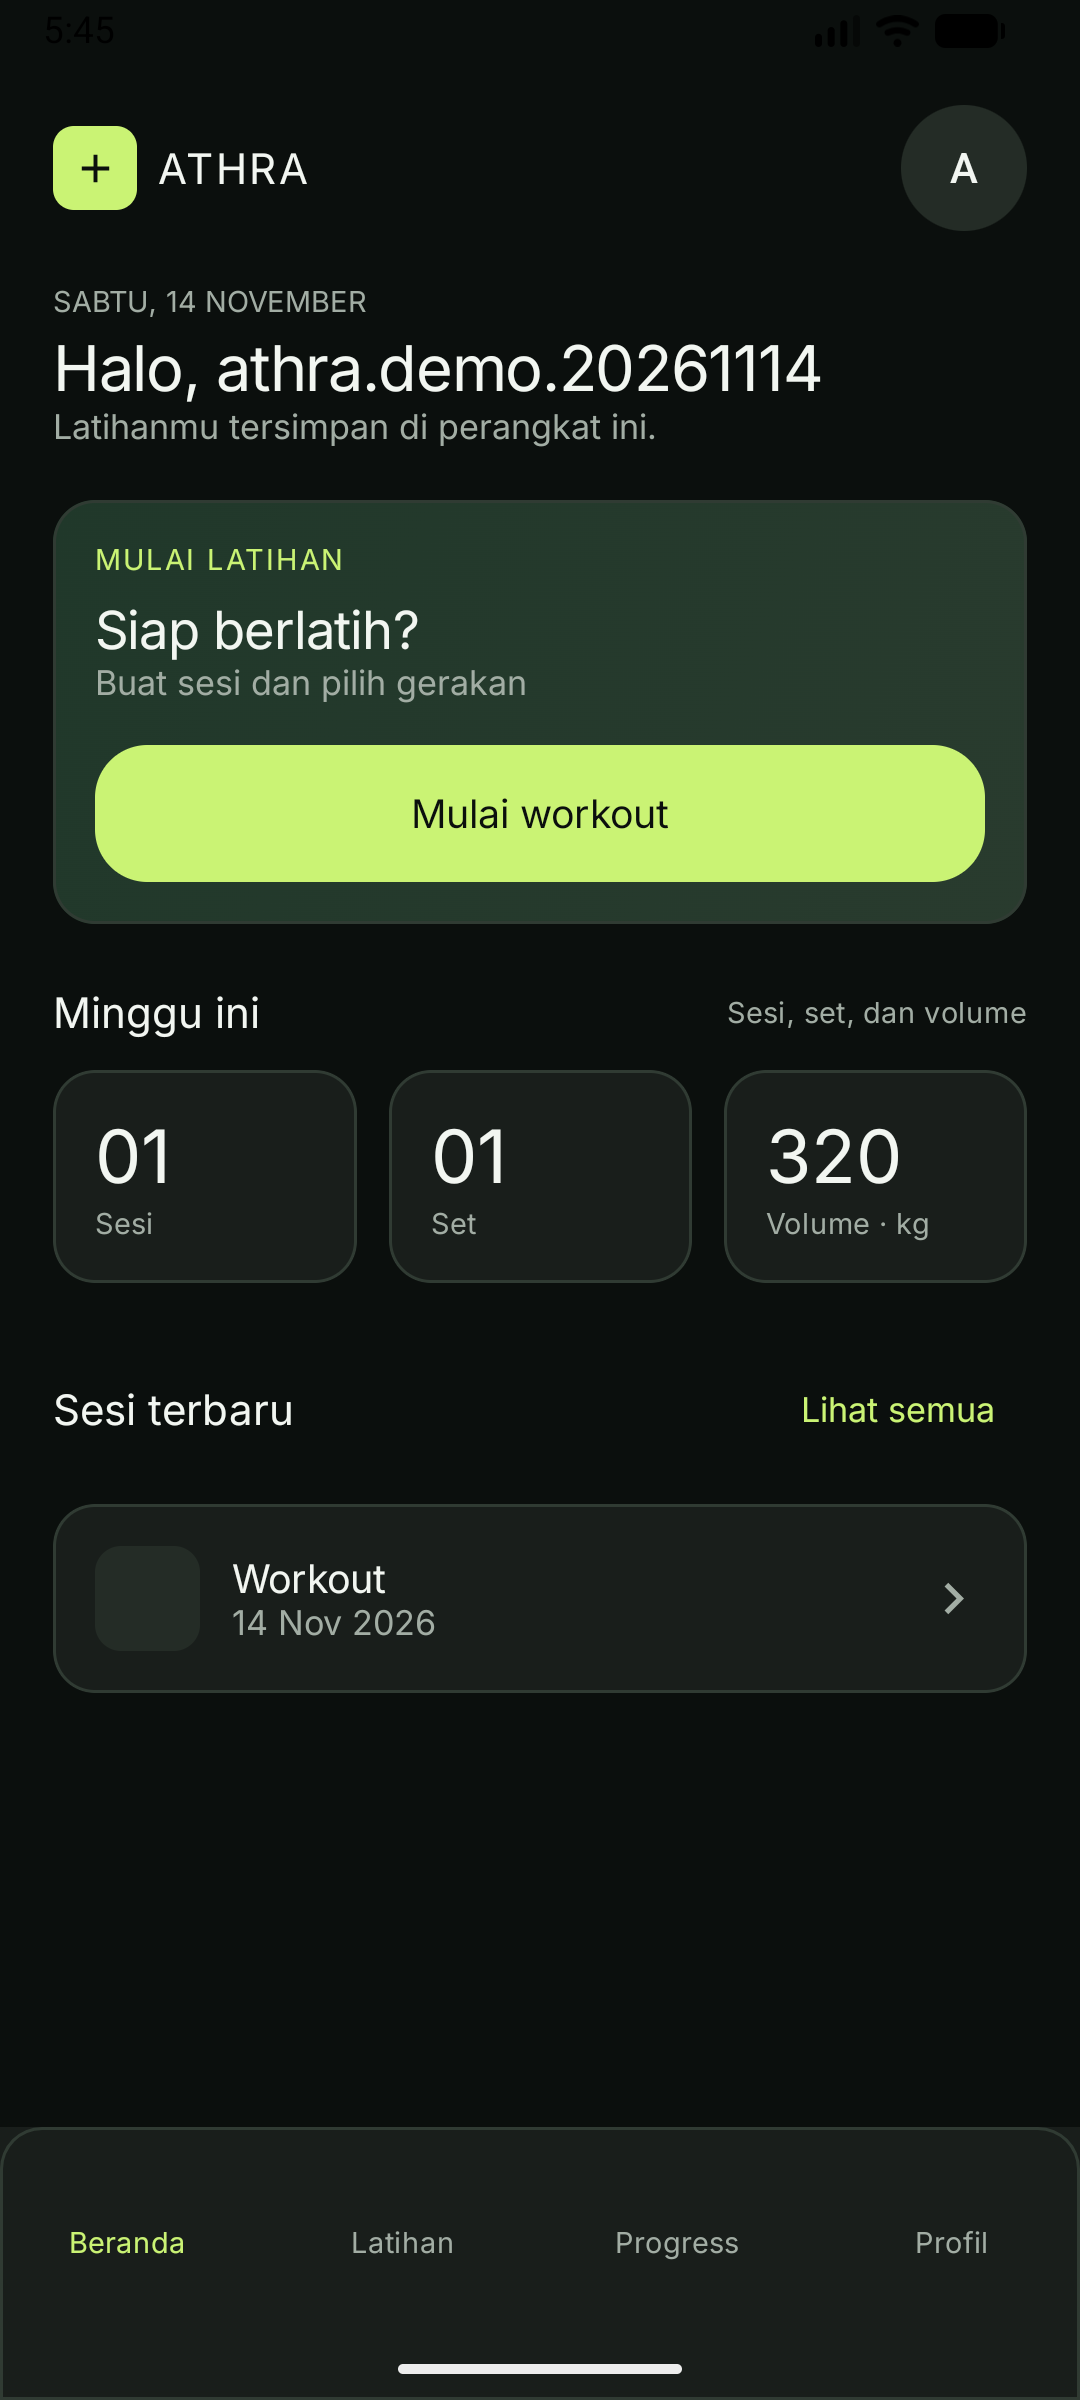 5:45
ATHRA
A
SABTU, 14 NOVEMBER
Halo, athra.demo.20261114
Latihanmu tersimpan di perangkat ini.
MULAI LATIHAN
Siap berlatih?
Buat sesi dan pilih gerakan
Mulai workout
Minggu ini
Sesi, set, dan volume
01
Sesi
01
Set
320
Volume · kg
Sesi terbaru
Lihat semua
Workout
14 Nov 2026
Beranda
Latihan
Progress
Profil